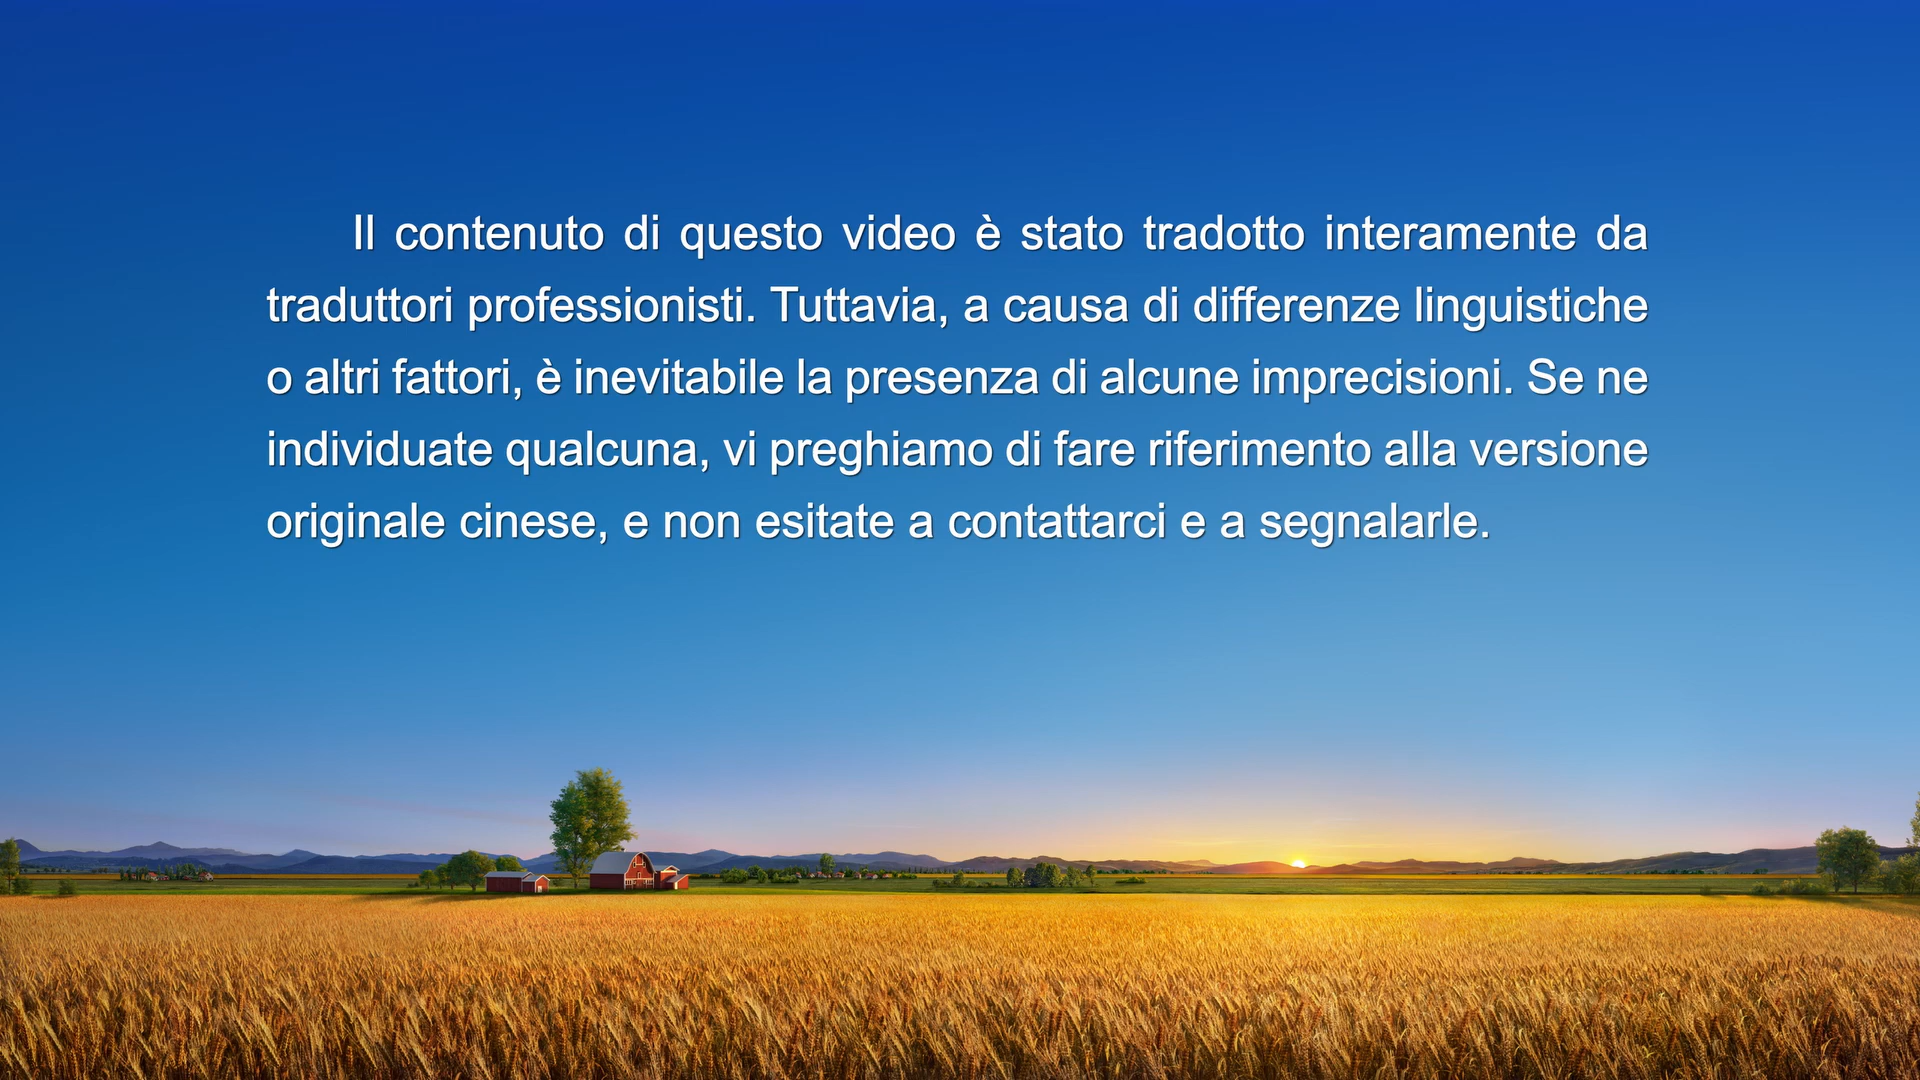 Il contenuto di questo video è stato tradotto interamente da
traduttori professionisti. Tuttavia, a causa di differenze linguistiche
o altri fattori, è inevitabile la presenza di alcune imprecisioni. Se ne
individuate qualcuna, vi preghiamo di fare riferimento alla versione
originale cinese, e non esitate a contattarci e a segnalarle.